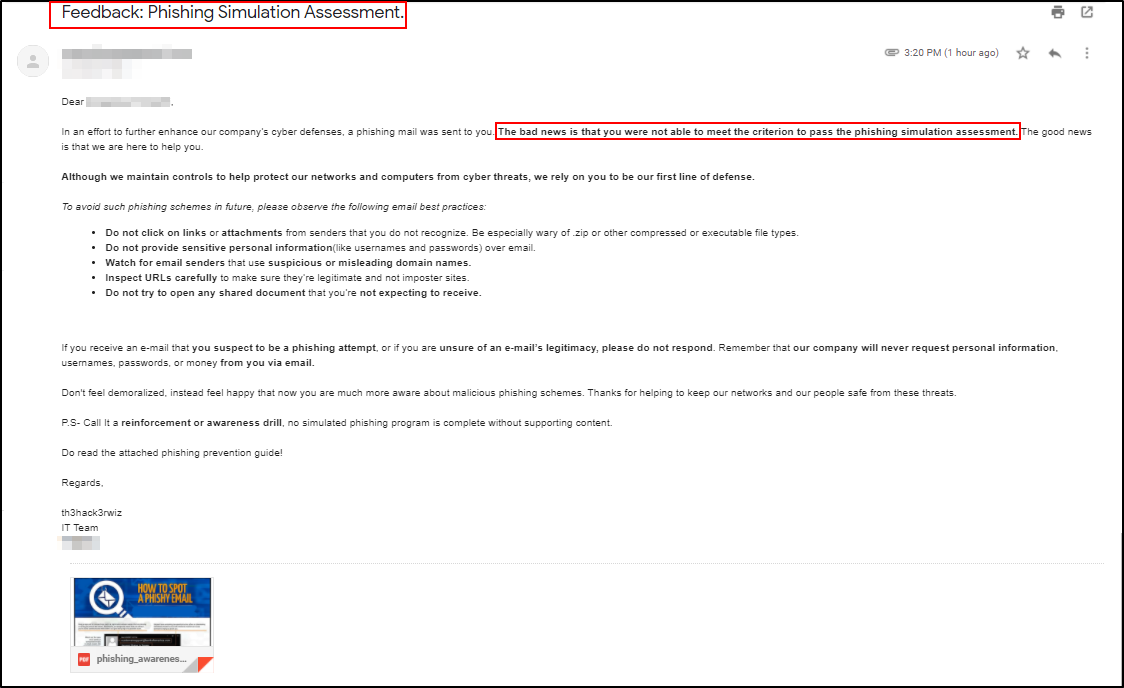 Feedback: Phishing Simulation Assessment.
3:20 PM (1 hour ago)
Dear ,
In an effort to further enhance our company's cyber defenses, a phishing mail was sent to you. The bad news is that you were not able to meet the criterion to pass the phishing simulation assessment. The good news
is that we are here to help you.
Although we maintain controls to help protect our networks and computers from cyber threats, we rely on you to be our first line of defense.
To avoid such phishing schemes in future, please observe the following email best practices:
• Do not click on links or attachments from senders that you do not recognize. Be especially wary of .zip or other compressed or executable file types.
• Do not provide sensitive personal information(like usernames and passwords) over email.
• Watch for email senders that use suspicious or misleading domain names.
• Inspect URLs carefully to make sure they're legitimate and not imposter sites.
• Do not try to open any shared document that you're not expecting to receive.
If you receive an e-mail that you suspect to be a phishing attempt, or if you are unsure of an e-mail's legitimacy, please do not respond. Remember that our company will never request personal information,
usernames, passwords, or money from you via email.
Don't feel demoralized, instead feel happy that now you are much more aware about malicious phishing schemes. Thanks for helping to keep our networks and our people safe from these threats.
P.S- Call It a reinforcement or awareness drill, no simulated phishing program is complete without supporting content.
Do read the attached phishing prevention guide!
Regards,
th3hack3rwiz
IT Team
HOW TO SPOT
A PHISHY EMAIL
PDF phishing_awarenes...